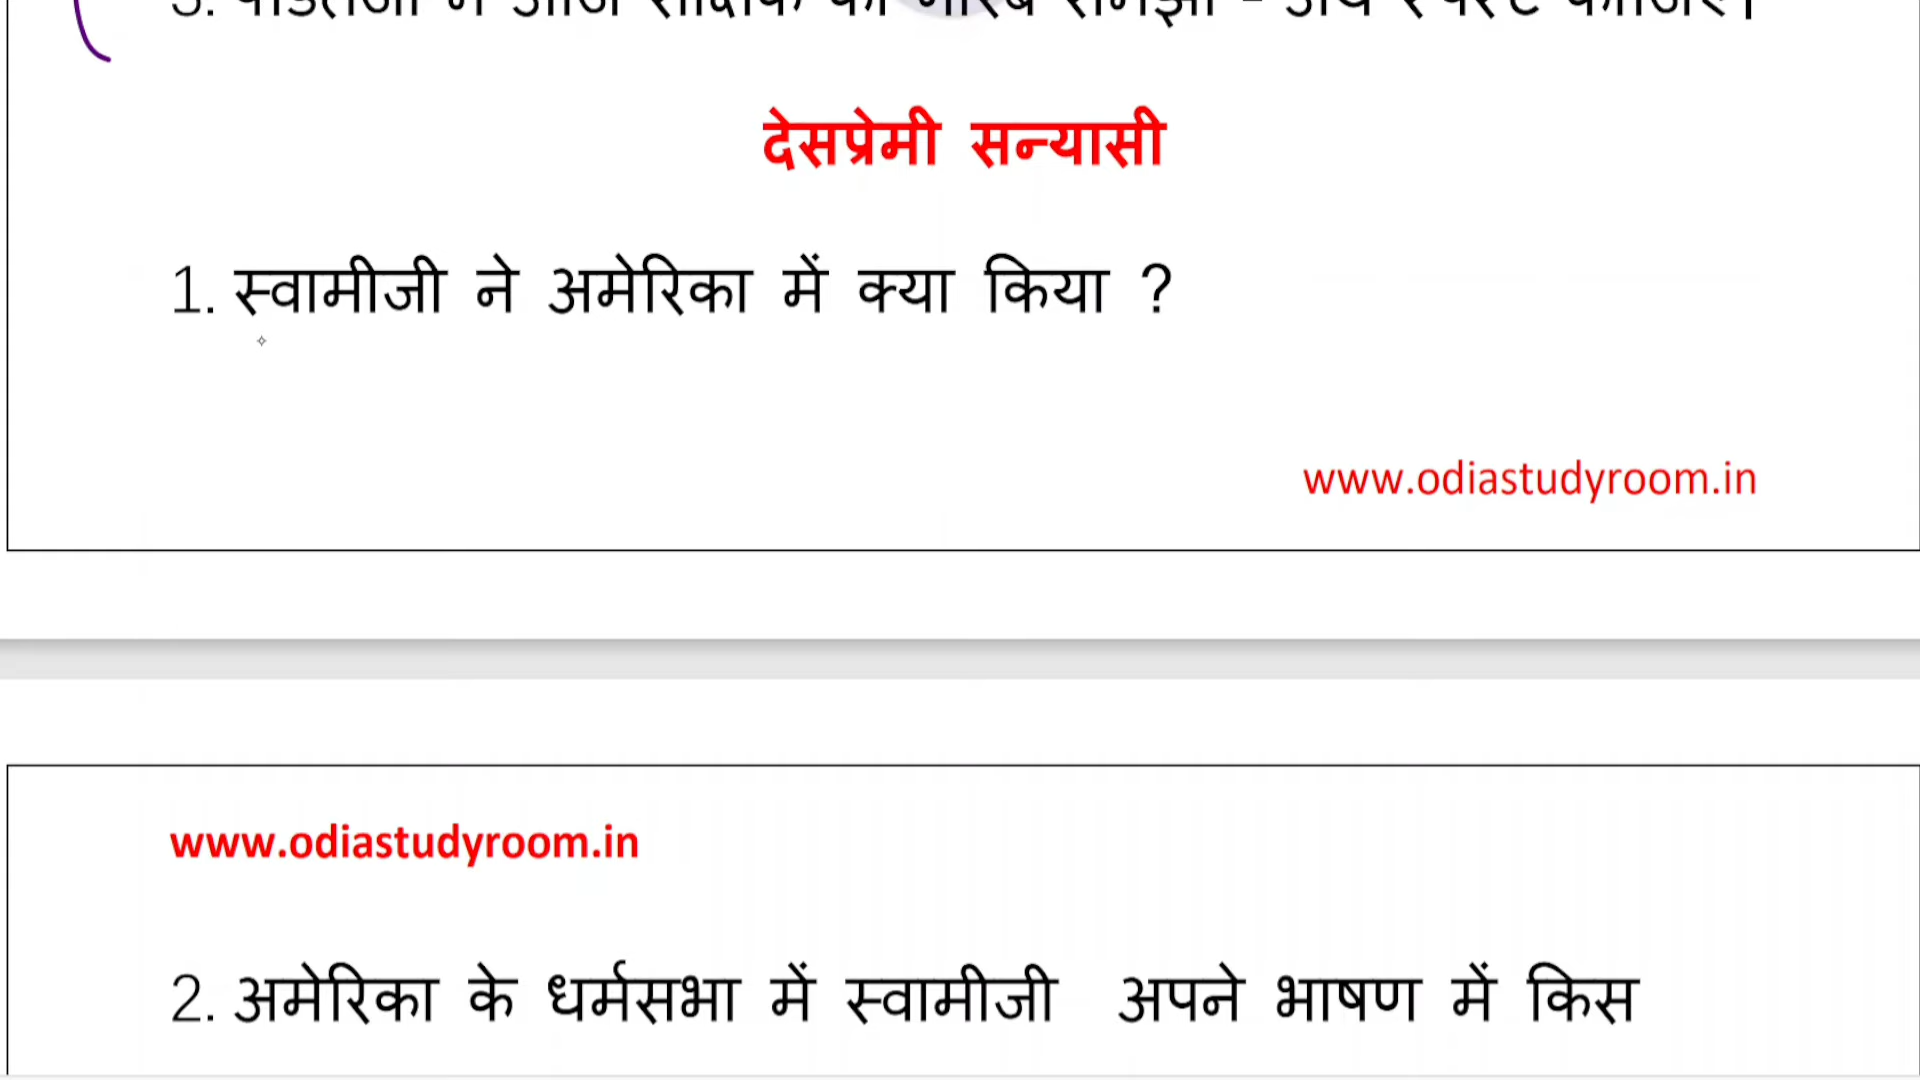 देसप्रेमी सन्यासी
1. स्वामीजी ने अमेरिका में क्या किया ?
www.odiastudyroom.in
www.odiastudyroom.in
2. अमेरिका के धर्मसभा में स्वामीजी अपने भाषण में किस